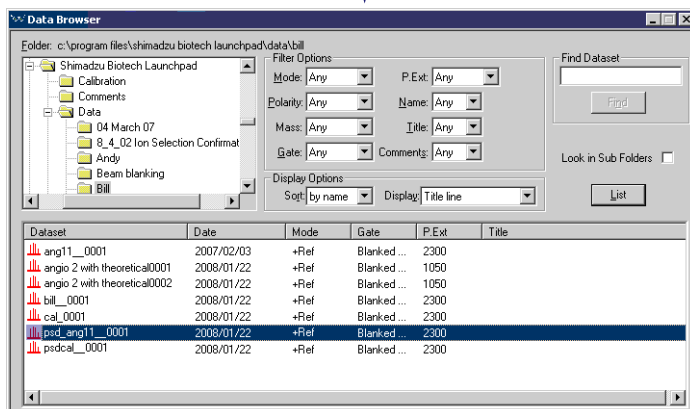 Data Browser
Folder: c:\program files\shimadzu biotech launchpad\data\bill
Shimadzu Biotech Launchpad
Calibration
Comments
Data
04 March 07
8_4_02 Ion Selection Confirmat
Andy
Beam blanking
Bill
Filter Options
Mode: Any P.Ext: Any
Polarity: Any Name: Any
Mass: Any Title: Any
Gate: Any Comments: Any
Display Options
Sort: by name Display: Title line
Find Dataset
Find
Look in Sub Folders
List
Dataset Date Mode Gate P.Ext Title
ang11__0001 2007/02/03 +Ref Blanked ... 2300
angio 2 with theoretical0001 2008/01/22 +Ref Blanked ... 1050
angio 2 with theoretical0002 2008/01/22 +Ref Blanked ... 1050
bill__0001 2008/01/22 +Ref Blanked ... 2300
cal_0001 2008/01/22 +Ref Blanked ... 2300
psd_ang11__0001 2008/01/22 +Ref Blanked ... 2300
psdcal__0001 2008/01/22 +Ref Blanked ... 2300